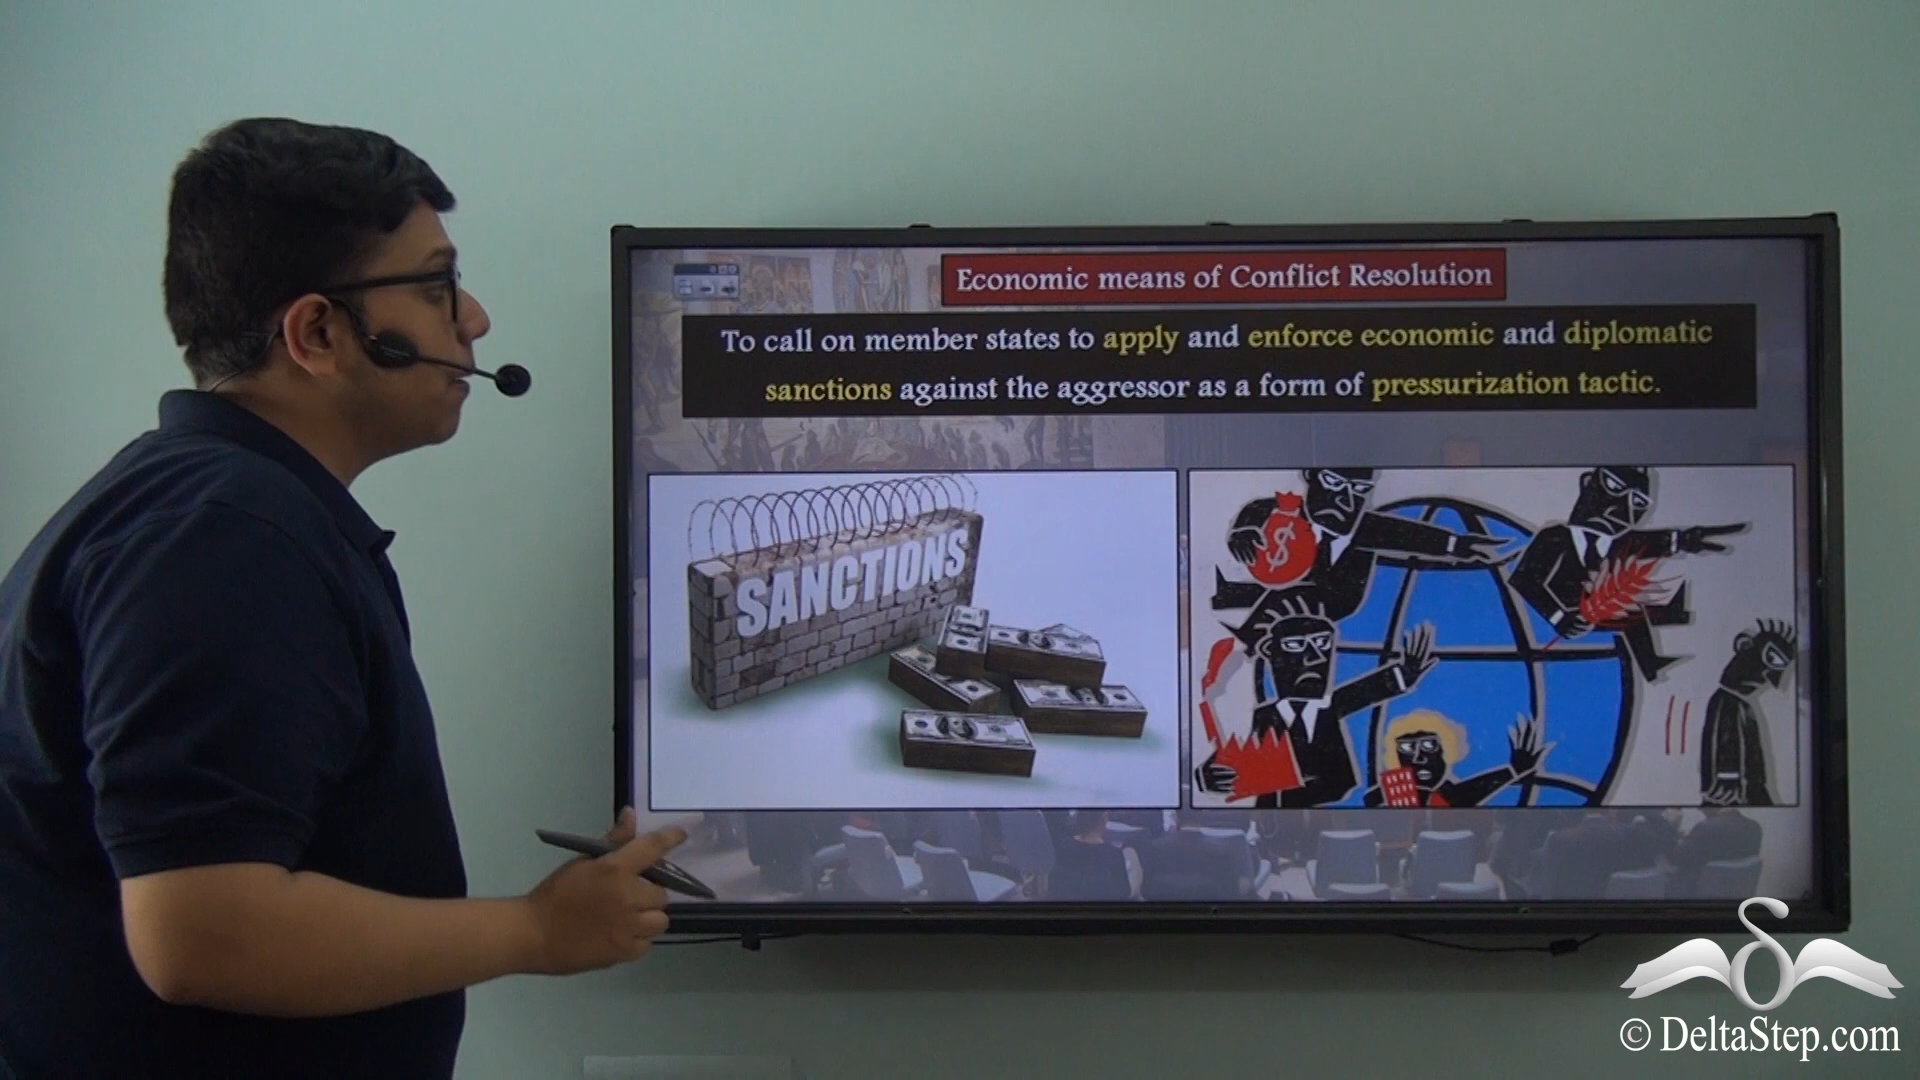 Economic means of Conflict Resolution
To call on member states to apply and enforce economic and diplomatic
sanctions against the aggressor as a form of pressurization tactic.
SANCTIONS
$
© DeltaStep.com